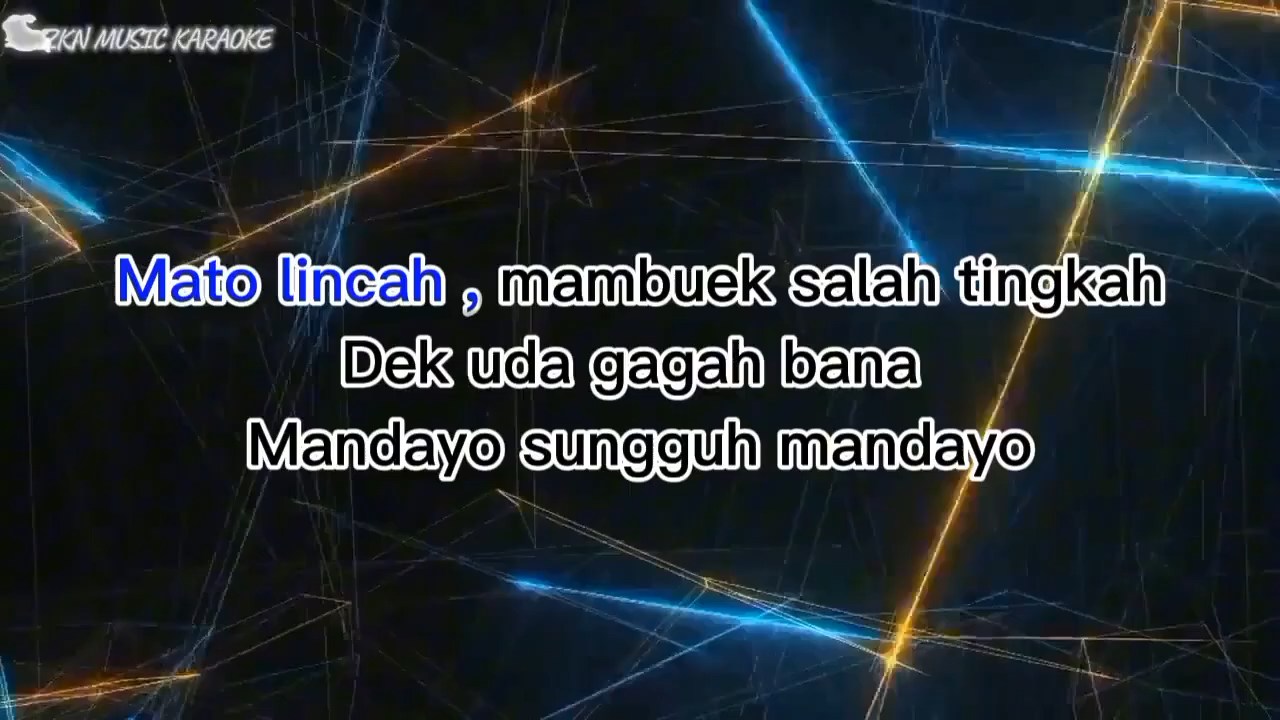 RKN MUSIC KARAOKE
Mato lincah , mambuek salah tingkah
Dek uda gagah bana
Mandayo sungguh mandayo